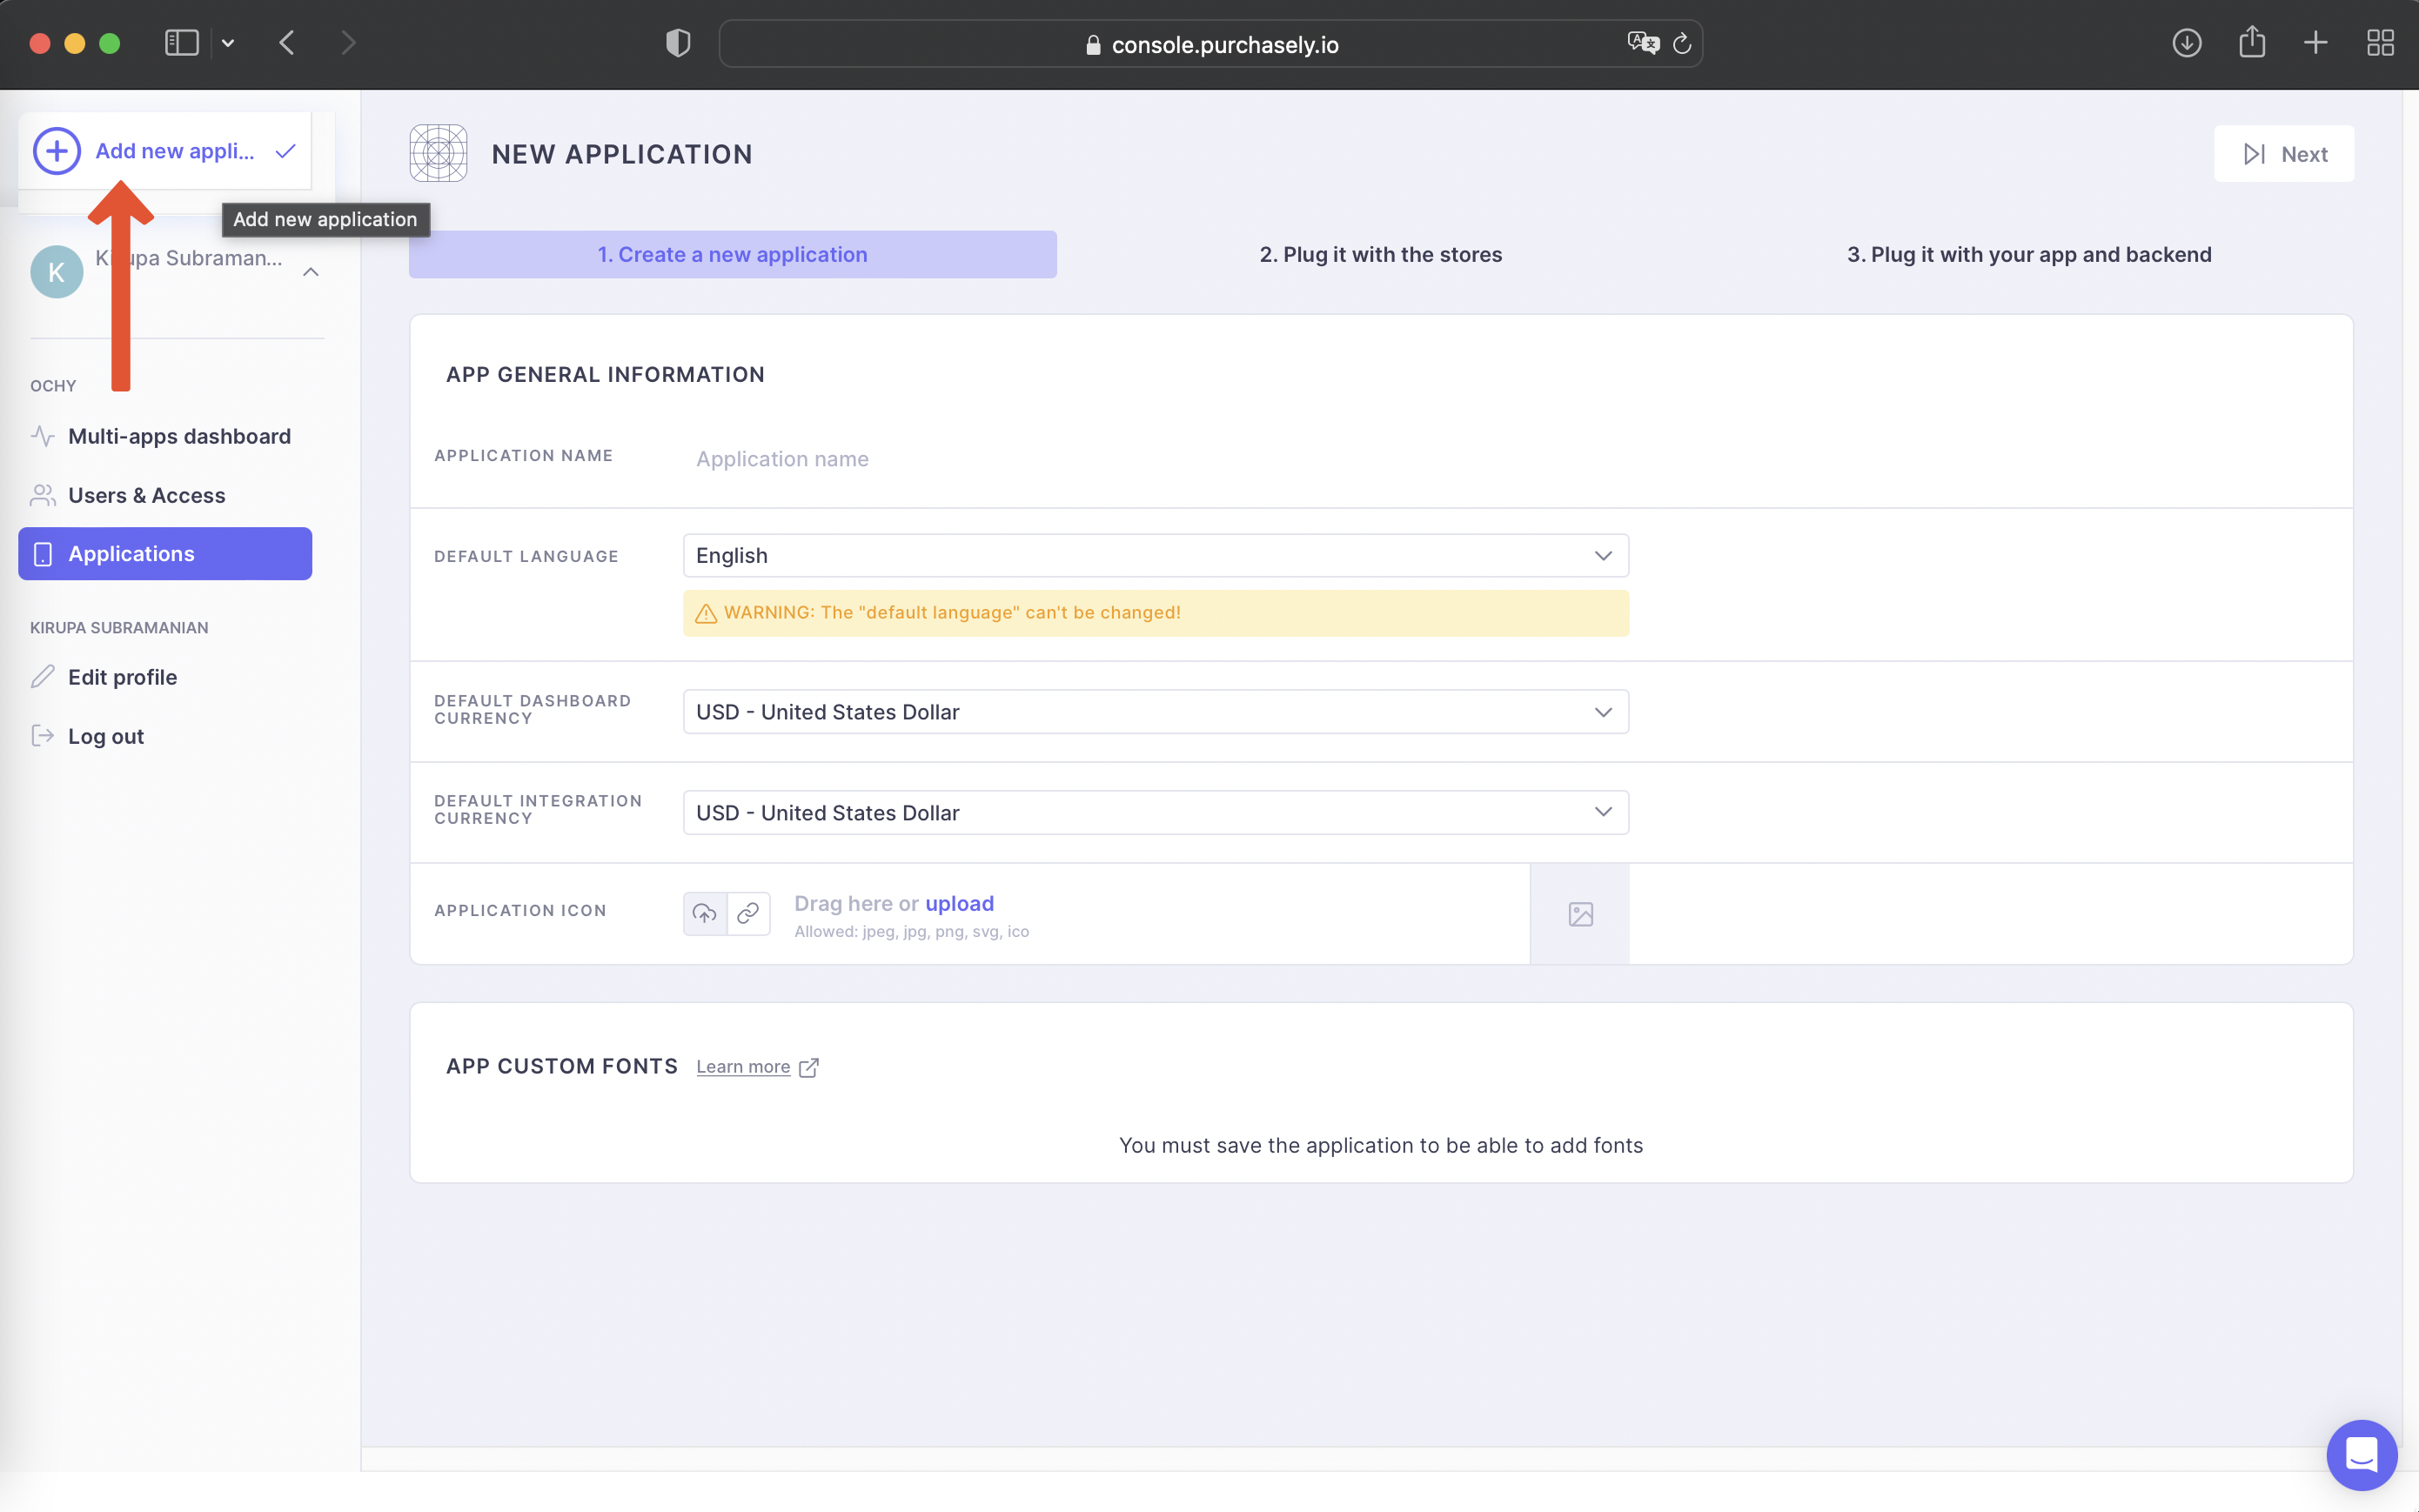 console.purchasely.io
Add new appli...
Add new application
K
Kirupa Subraman...
OCHY
Multi-apps dashboard
Users & Access
Applications
KIRUPA SUBRAMANIAN
Edit profile
Log out
NEW APPLICATION
Next
1. Create a new application
2. Plug it with the stores
3. Plug it with your app and backend
APP GENERAL INFORMATION
APPLICATION NAME
Application name
DEFAULT LANGUAGE
English
WARNING: The "default language" can't be changed!
DEFAULT DASHBOARD
CURRENCY
USD - United States Dollar
DEFAULT INTEGRATION
CURRENCY
USD - United States Dollar
APPLICATION ICON
Drag here or upload
Allowed: jpeg, jpg, png, svg, ico
APP CUSTOM FONTS
Learn more
You must save the application to be able to add fonts